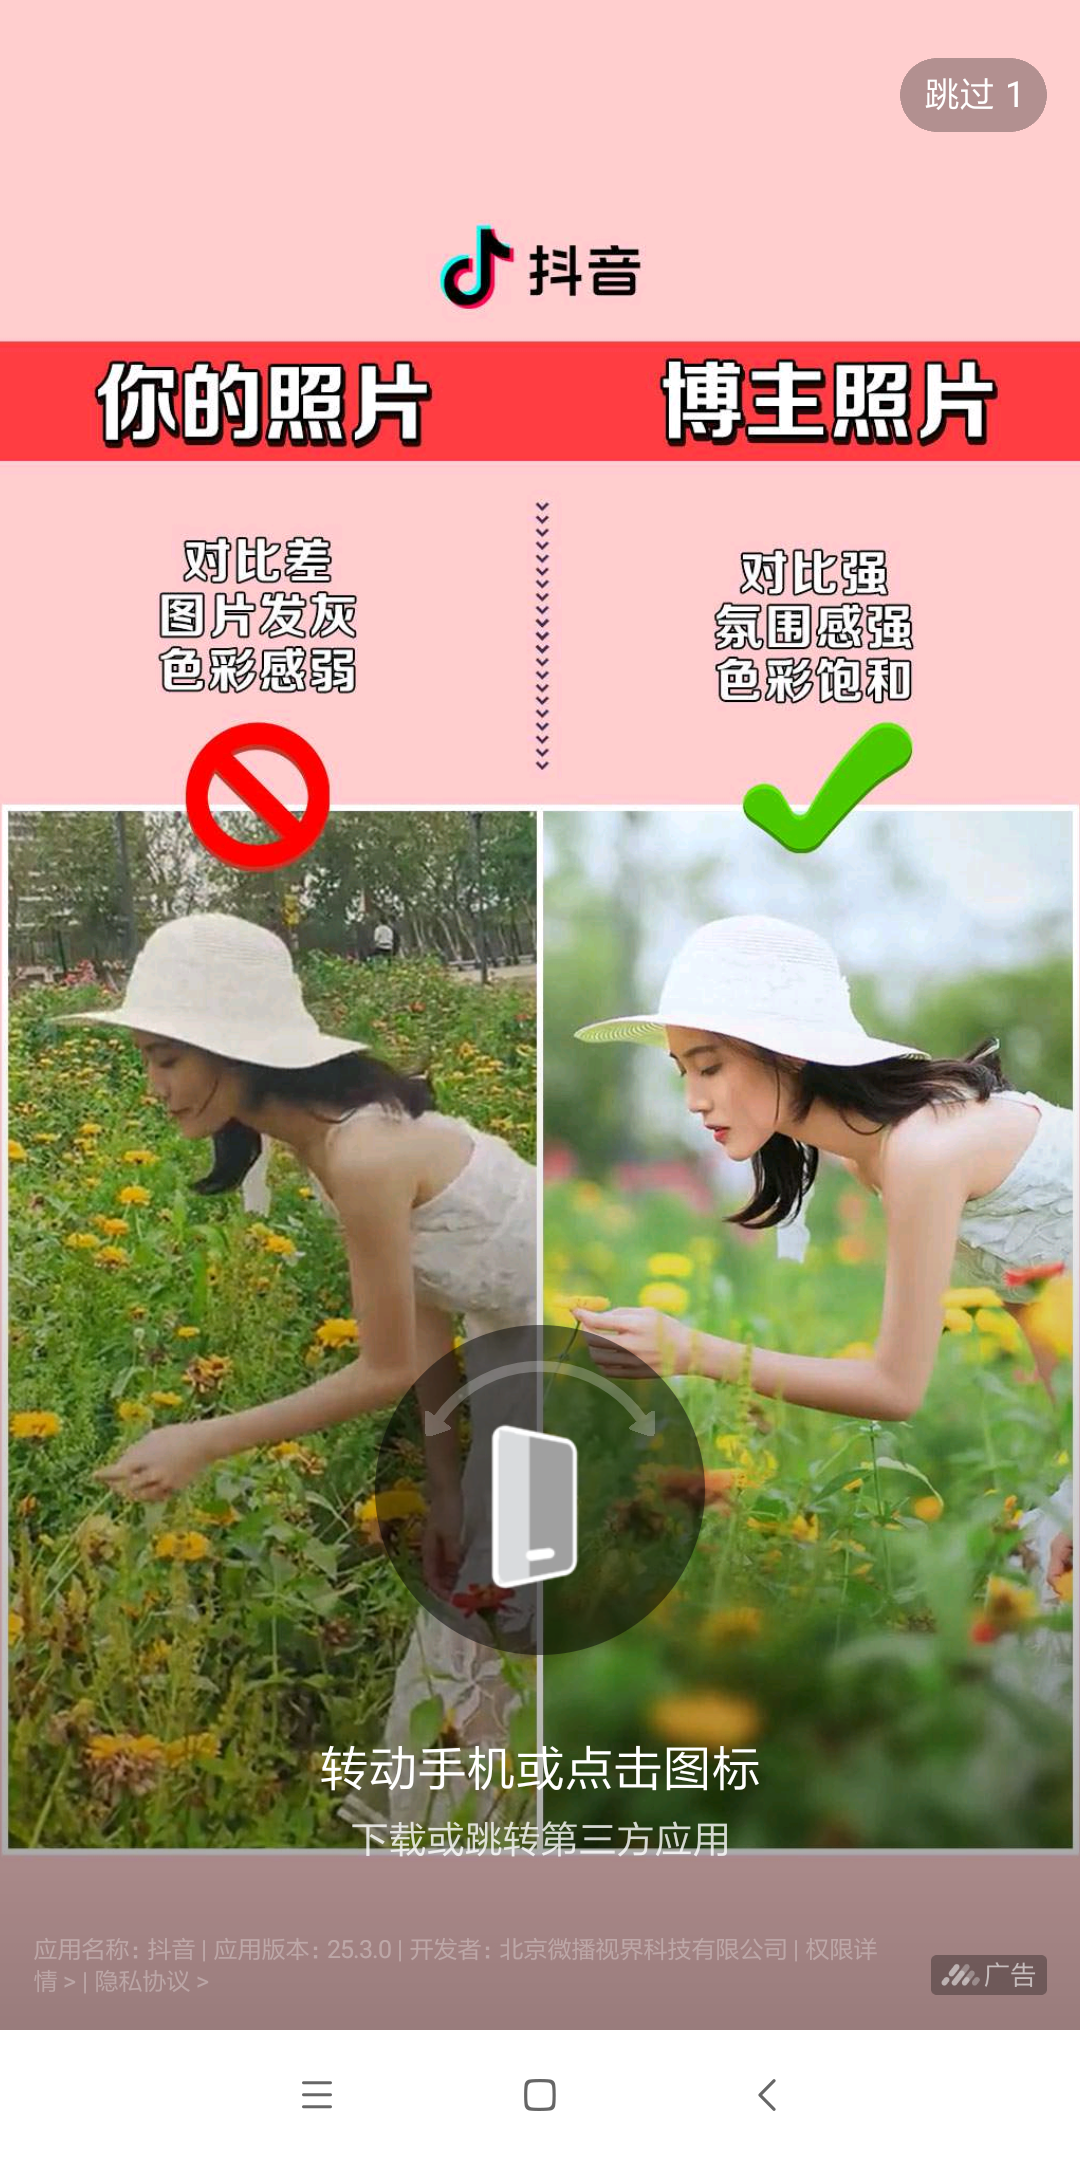 跳过 1
抖音
你的照片
博主照片
对比差
图片发灰
色彩感弱
对比强
氛围感强
色彩饱和
转动手机或点击图标
下载或跳转第三方应用
应用名称：抖音 | 应用版本：25.3.0 | 开发者：北京微播视界科技有限公司 | 权限详
情 > | 隐私协议 >
广告